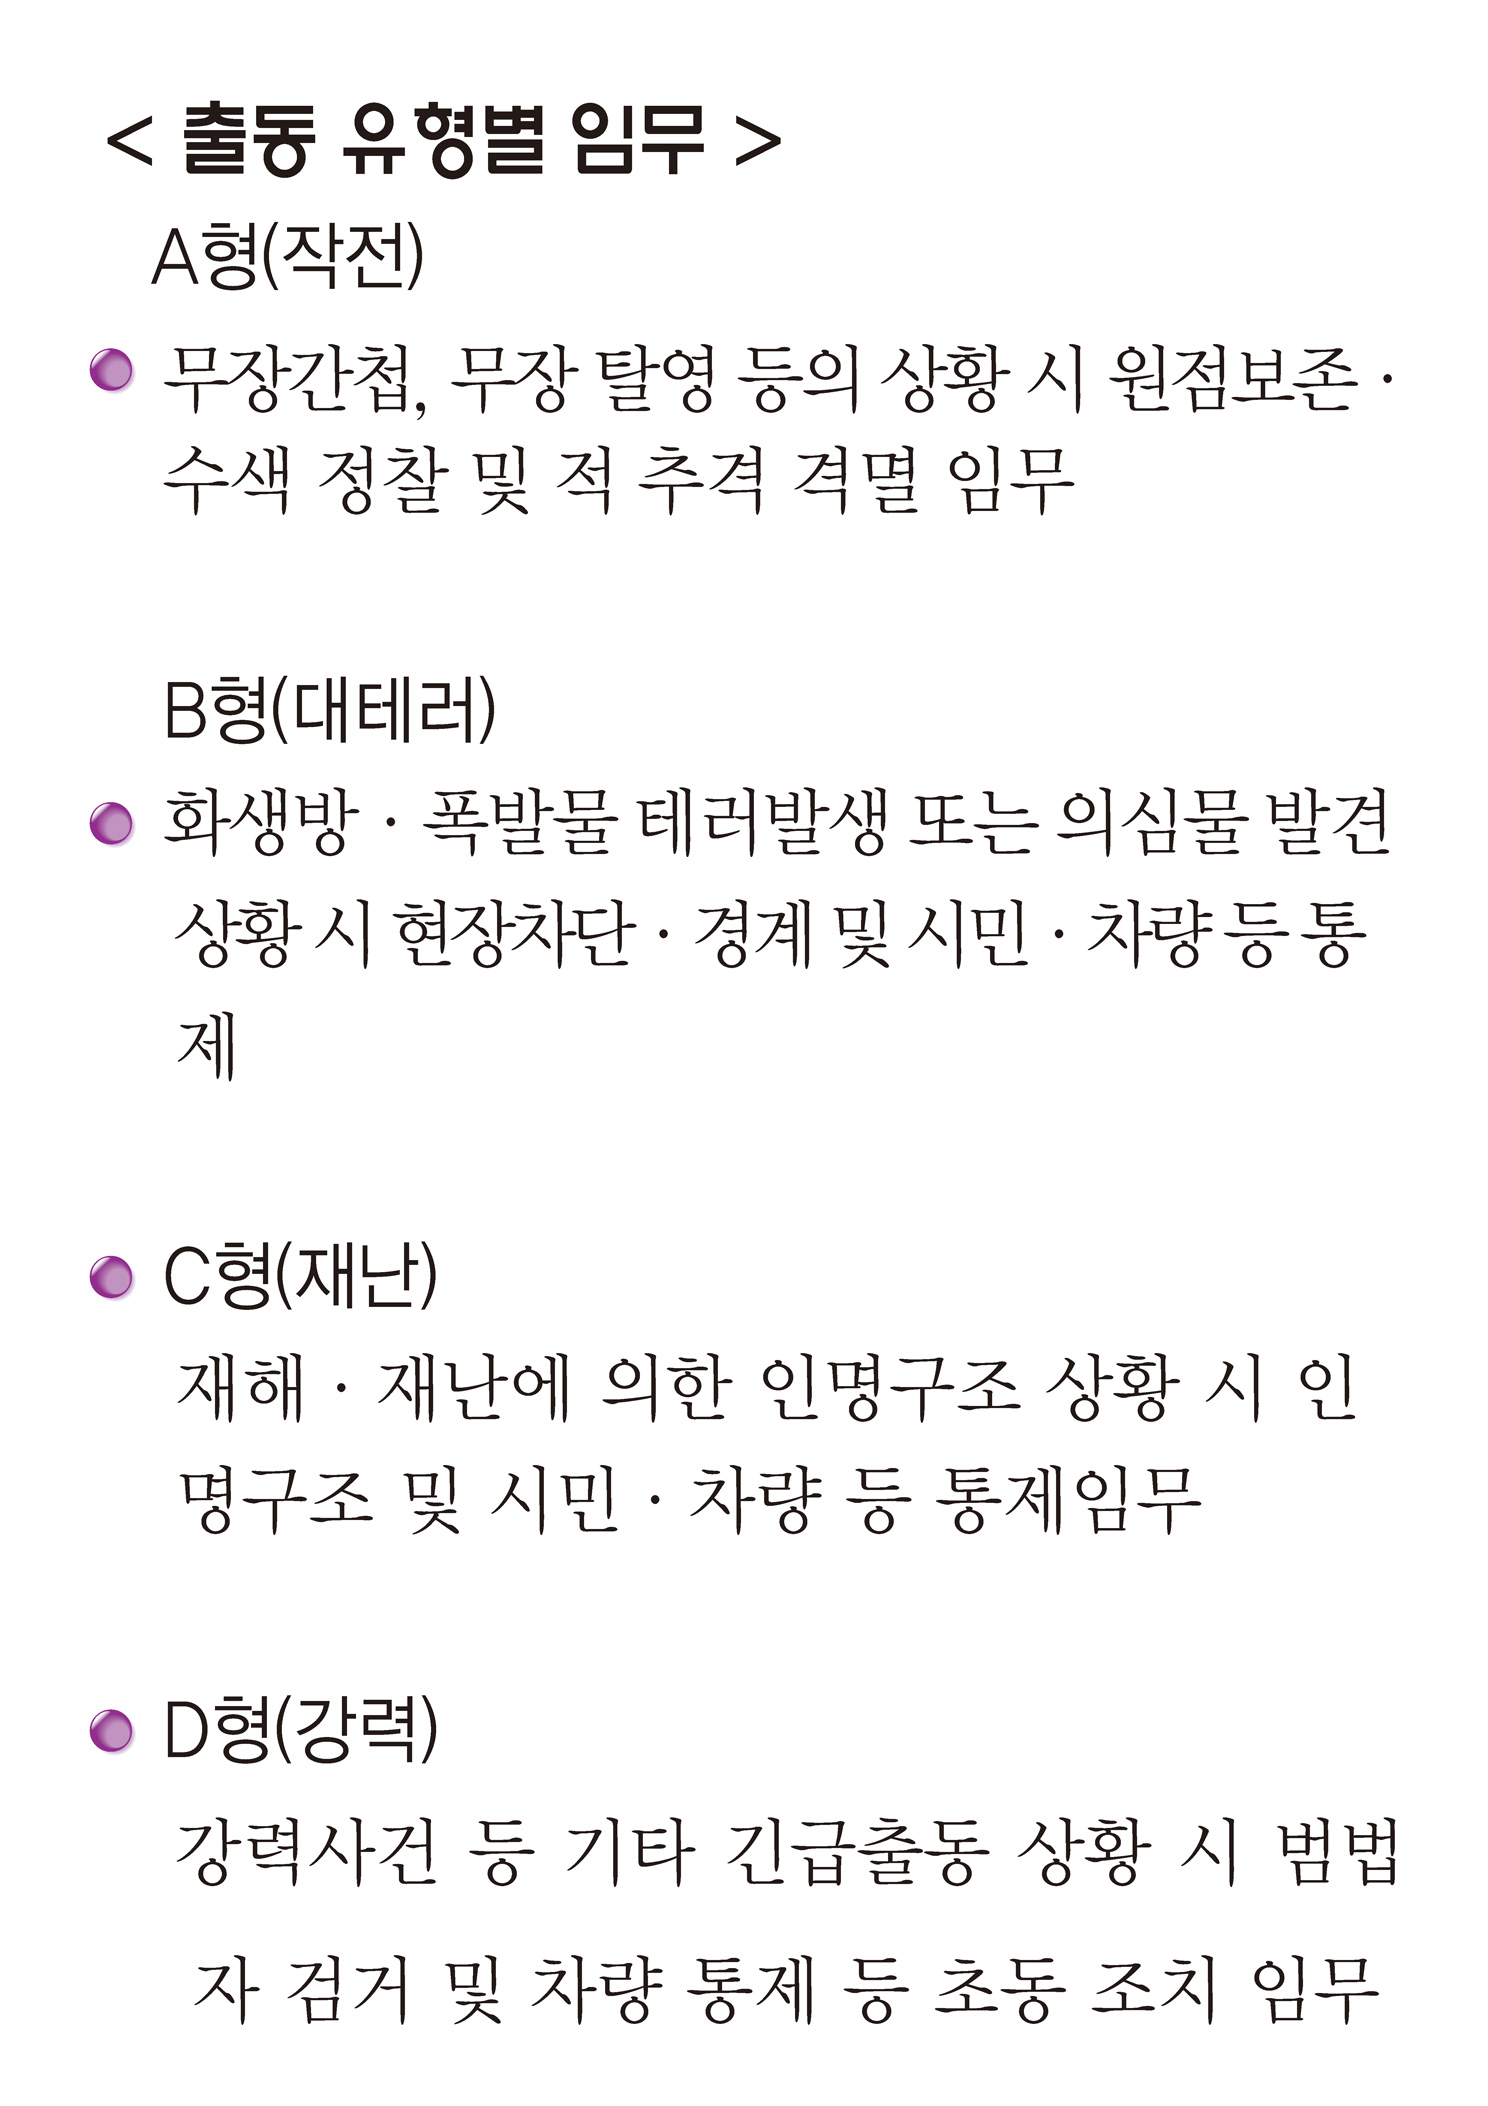 < 출동 유형별 임무 >
A형(작전)
무장간첩, 무장 탈영 등의 상황 시 원점보존 ·
수색 정찰 및 적 추격 격멸 임무
B형(대테러)
화생방 · 폭발물 테러발생 또는 의심물 발견
상황 시 현장차단 · 경계 및 시민 · 차량 등 통
제
C형(재난)
재해 · 재난에 의한 인명구조 상황 시 인
명구조 및 시민 · 차량 등 통제임무
D형(강력)
강력사건 등 기타 긴급출동 상황 시 범법
자 검거 및 차량 통제 등 초동 조치 임무